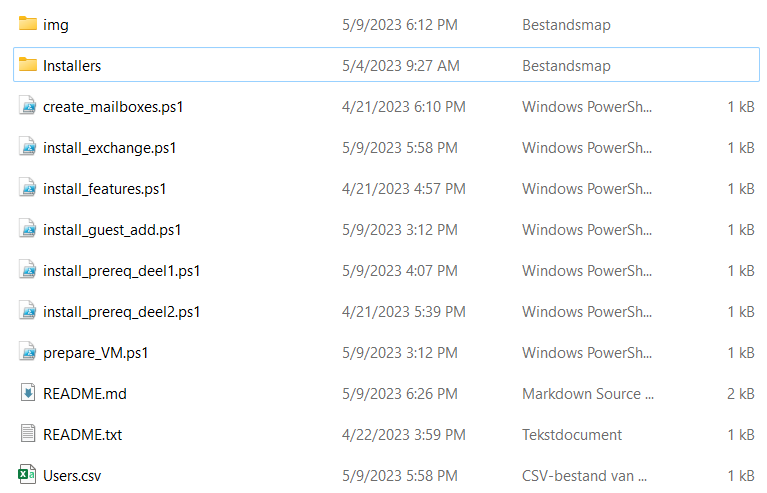 img 5/9/2023 6:12 PM Bestandsmap
Installers 5/4/2023 9:27 AM Bestandsmap
create_mailboxes.ps1 4/21/2023 6:10 PM Windows PowerSh... 1 kB
install_exchange.ps1 5/9/2023 5:58 PM Windows PowerSh... 1 kB
install_features.ps1 4/21/2023 4:57 PM Windows PowerSh... 1 kB
install_guest_add.ps1 5/9/2023 3:12 PM Windows PowerSh... 1 kB
install_prereq_deel1.ps1 5/9/2023 4:07 PM Windows PowerSh... 1 kB
install_prereq_deel2.ps1 4/21/2023 5:39 PM Windows PowerSh... 1 kB
prepare_VM.ps1 5/9/2023 3:12 PM Windows PowerSh... 1 kB
README.md 5/9/2023 6:26 PM Markdown Source ... 2 kB
README.txt 4/22/2023 3:59 PM Tekstdocument 1 kB
Users.csv 5/9/2023 5:58 PM CSV-bestand van ... 1 kB